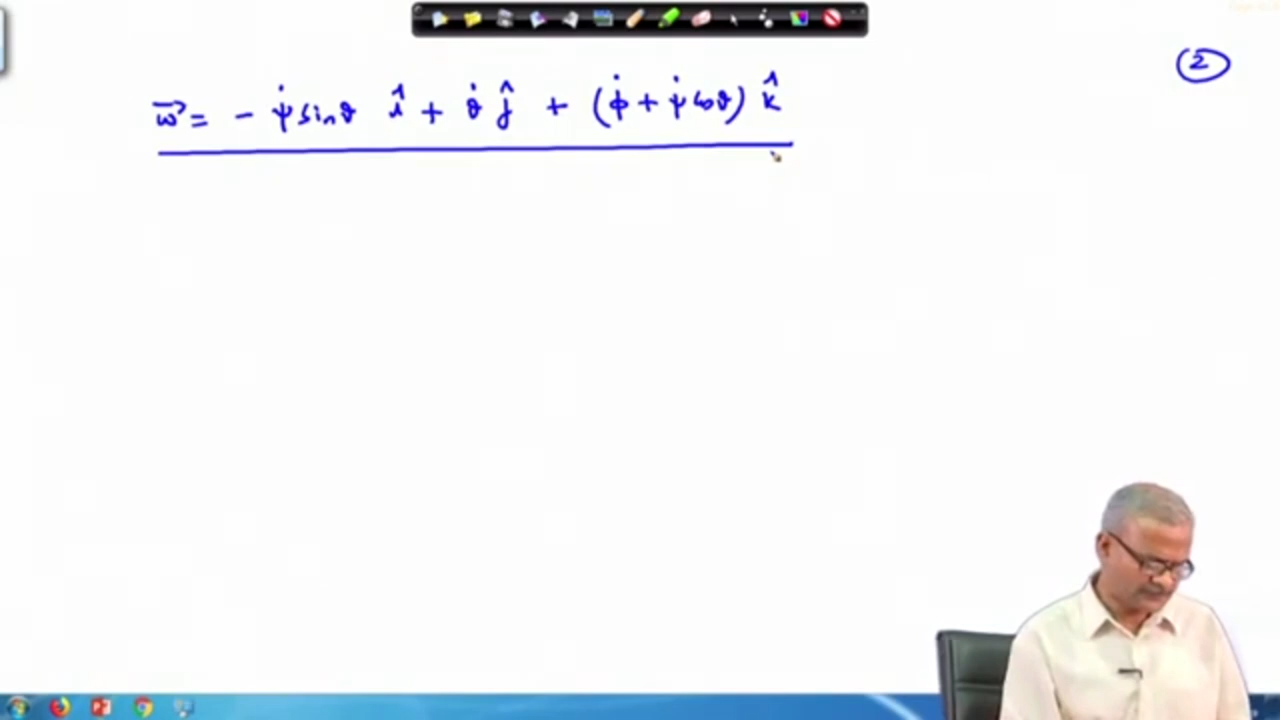 ②
ω⃗ = - ψ̇ sinθ î + θ̇ ĵ + (φ̇ + ψ̇ cosθ) k̂